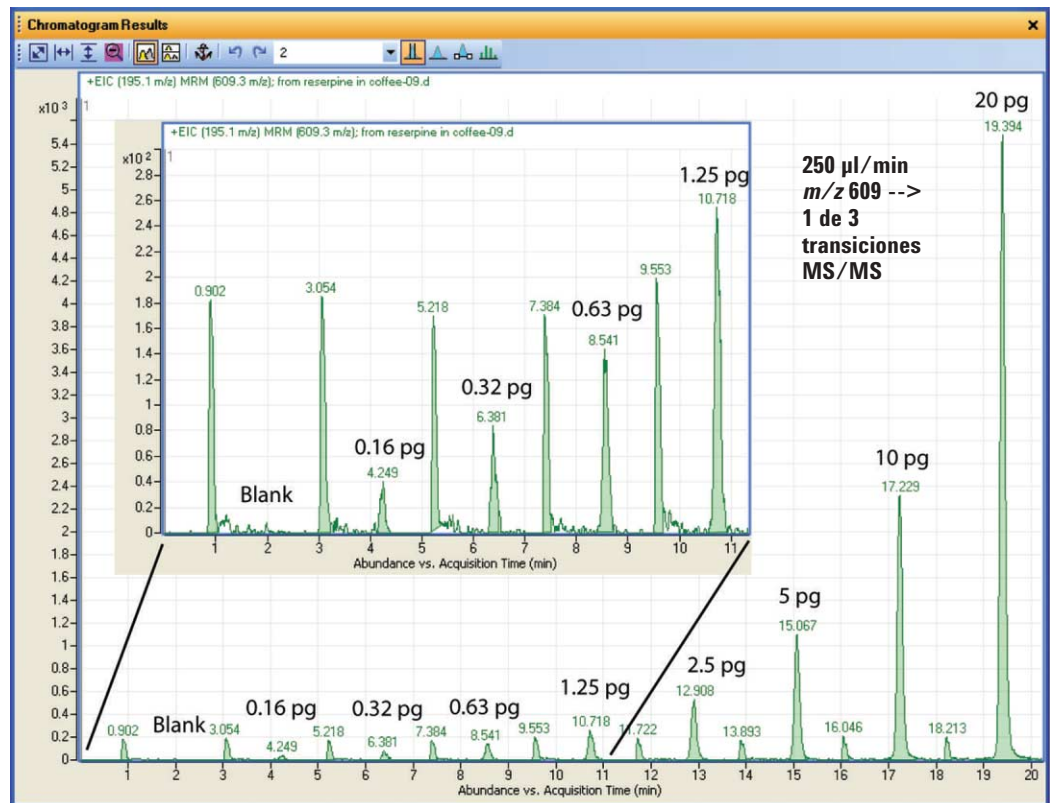 Chromatogram Results
2
+EIC (195.1 m/z) MRM (609.3 m/z); from reserpine in coffee-09.d
x10 3
1
5.4
5.2
5
4.8
4.6
4.4
4.2
4
3.8
3.6
3.4
3.2
3
2.8
2.6
2.4
2.2
2
1.8
1.6
1.4
1.2
1
0.8
0.6
0.4
0.2
0
+EIC (195.1 m/z) MRM (609.3 m/z); from reserpine in coffee-09.d
x10 2
1
2.8
2.6
2.4
2.2
2
1.8
1.6
1.4
1.2
1
0.8
0.6
0.4
0.2
0
0.902
Blank
3.054
0.16 pg
4.249
5.218
0.32 pg
6.381
7.384
0.63 pg
8.541
9.553
1.25 pg
10.718
1 2 3 4 5 6 7 8 9 10 11
Abundance vs. Acquisition Time (min)
250 µl/min
m/z 609 -->
1 de 3
transiciones
MS/MS
0.902
Blank
3.054
0.16 pg
4.249
5.218
0.32 pg
6.381
7.384
0.63 pg
8.541
9.553
1.25 pg
10.718
2.5 pg
12.908
13.893
5 pg
15.067
16.046
10 pg
17.229
18.213
20 pg
19.394
1 2 3 4 5 6 7 8 9 10 11 12 13 14 15 16 17 18 19 20
Abundance vs. Acquisition Time (min)